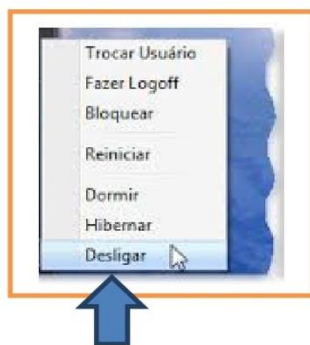 Trocar Usuário
Fazer Logoff
Bloquear
Reiniciar
Dormir
Hibernar
Desligar